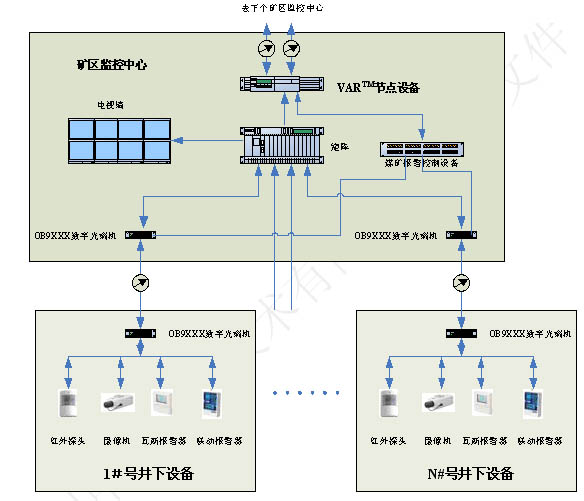 去下个矿区监控中心
矿区监控中心
VAR™节点设备
电视墙
矩阵
煤矿报警控制设备
OB9XXX数字光端机
OB9XXX数字光端机
OB9XXX数字光端机
OB9XXX数字光端机
红外探头
摄像机
瓦斯报警器
联动报警器
红外探头
摄像机
瓦斯报警器
联动报警器
1#号井下设备
N#号井下设备
技术有
文件